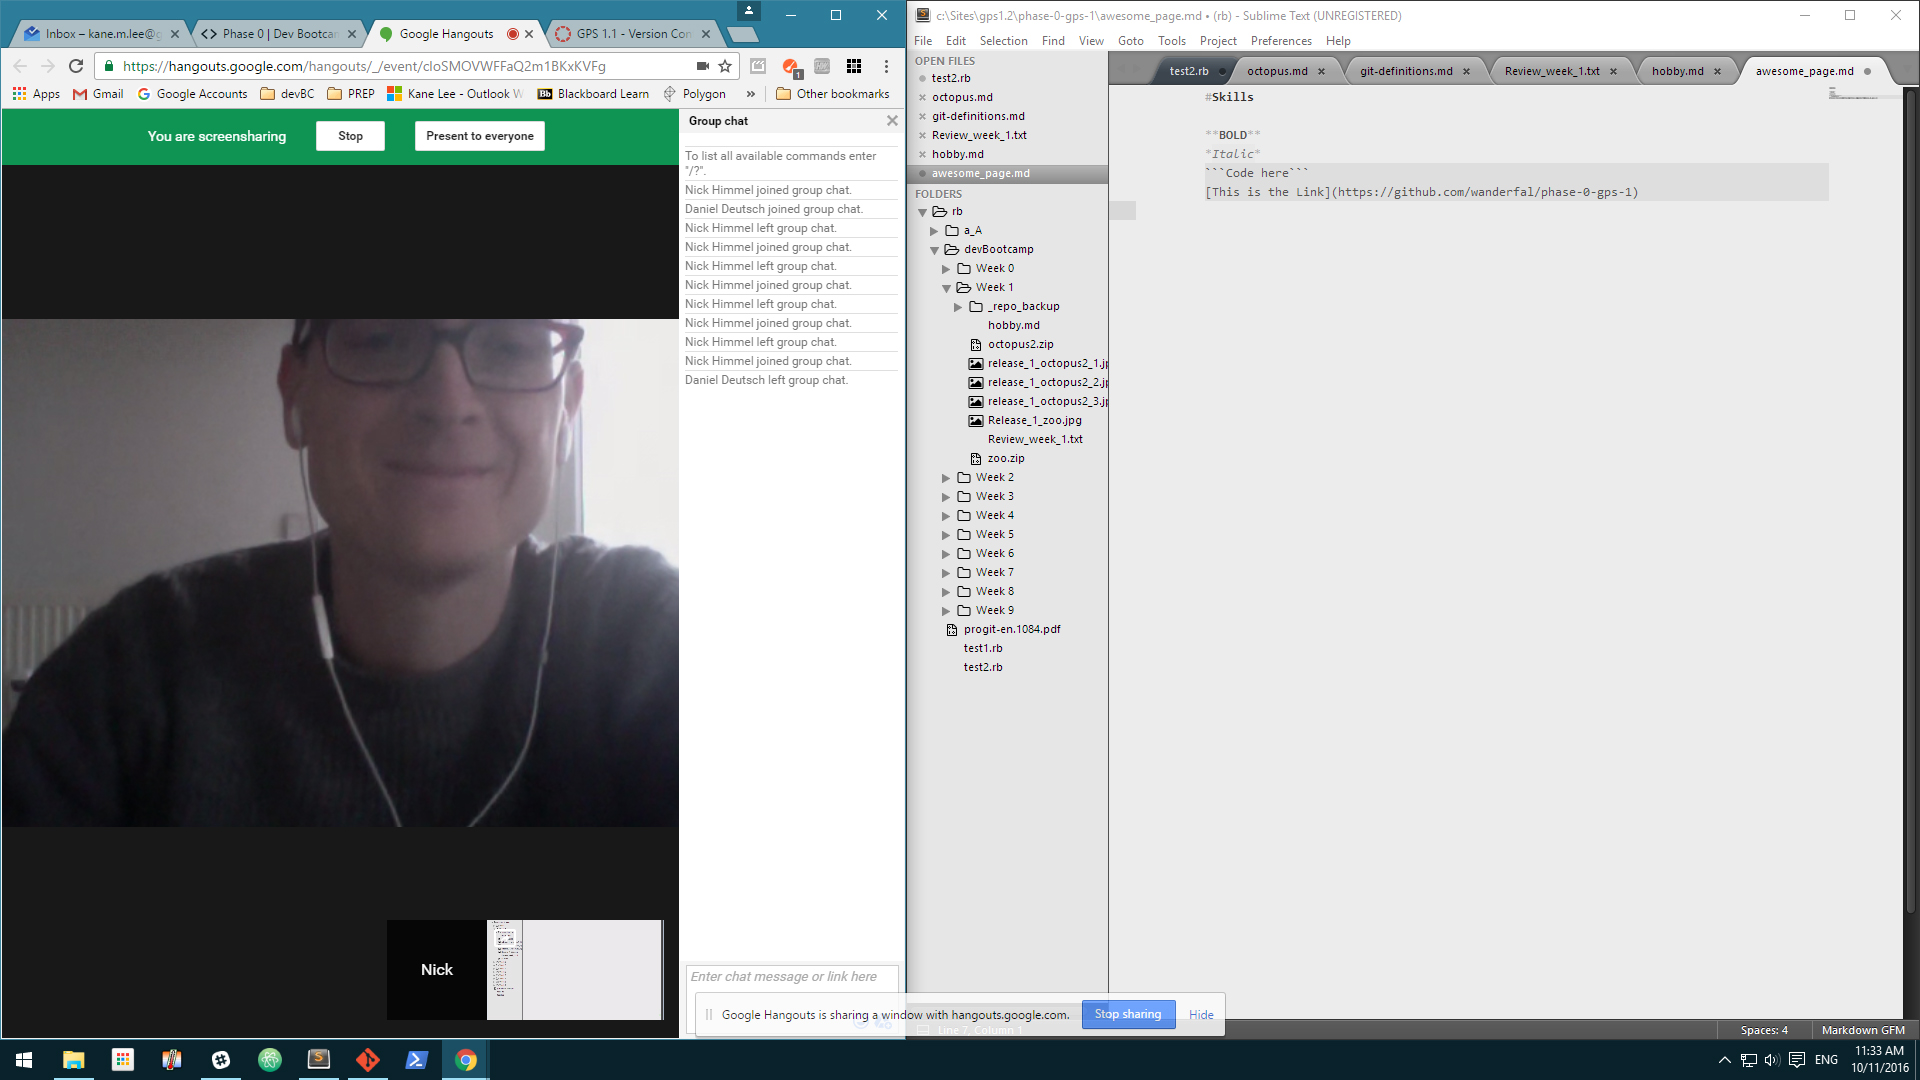 Inbox – kane.m.lee@g
Phase 0 | Dev Bootcam
Google Hangouts
GPS 1.1 - Version Con
https://hangouts.google.com/hangouts/_/event/cIoSMOVWFFaQ2m1BKxKVFg
1
Apps
Gmail
Google Accounts
devBC
PREP
Kane Lee - Outlook W
Bb Blackboard Learn
Polygon
»
Other bookmarks
You are screensharing
Stop
Present to everyone
Group chat
To list all available commands enter
"/?".
Nick Himmel joined group chat.
Daniel Deutsch joined group chat.
Nick Himmel left group chat.
Nick Himmel joined group chat.
Nick Himmel left group chat.
Nick Himmel joined group chat.
Nick Himmel left group chat.
Nick Himmel joined group chat.
Nick Himmel left group chat.
Nick Himmel joined group chat.
Daniel Deutsch left group chat.
Nick
Enter chat message or link here
Google Hangouts is sharing a window with hangouts.google.com.
Stop sharing
Hide
c:\Sites\gps1.2\phase-0-gps-1\awesome_page.md • (rb) - Sublime Text (UNREGISTERED)
File Edit Selection Find View Goto Tools Project Preferences Help
OPEN FILES
test2.rb
octopus.md
git-definitions.md
Review_week_1.txt
hobby.md
awesome_page.md
FOLDERS
rb
a_A
devBootcamp
Week 0
Week 1
_repo_backup
hobby.md
octopus2.zip
release_1_octopus2_1.jp
release_1_octopus2_2.jp
release_1_octopus2_3.jp
Release_1_zoo.jpg
Review_week_1.txt
zoo.zip
Week 2
Week 3
Week 4
Week 5
Week 6
Week 7
Week 8
Week 9
progit-en.1084.pdf
test1.rb
test2.rb
test2.rb
octopus.md
git-definitions.md
Review_week_1.txt
hobby.md
awesome_page.md
#Skills
**BOLD**
*Italic*
```Code here```
[This is the Link](https://github.com/wanderfal/phase-0-gps-1)
Line 7, Column 1
Spaces: 4
Markdown GFM
ENG
11:33 AM
10/11/2016